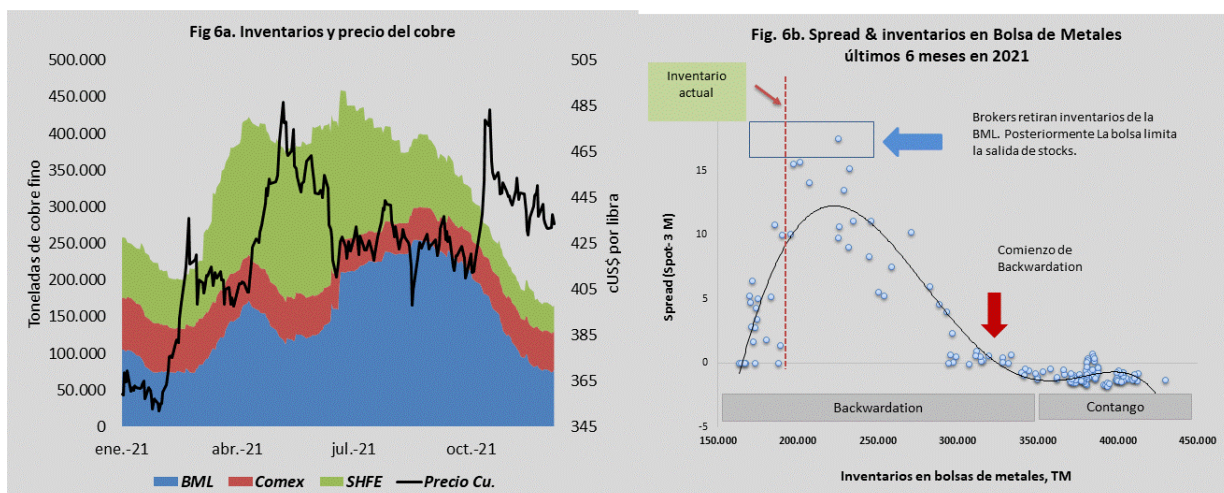 Fig 6a. Inventarios y precio del cobre
Toneladas de cobre fino
500.000
450.000
400.000
350.000
300.000
250.000
200.000
150.000
100.000
50.000
0
505
485
465
445
425
405
385
365
345
cUS$ por libra
ene.-21
abr.-21
jul.-21
oct.-21
BML
Comex
SHFE
Precio Cu.
Fig. 6b. Spread & inventarios en Bolsa de Metales
últimos 6 meses en 2021
Inventario
actual
Brokers retiran inventarios de la
BML. Posteriormente La bolsa limita
la salida de stocks.
Comienzo de
Backwardation
Spread (spot- 3 M)
15
10
5
0
-5
Backwardation
Contango
150.000
200.000
250.000
300.000
350.000
400.000
450.000
Inventarios en bolsas de metales, TM